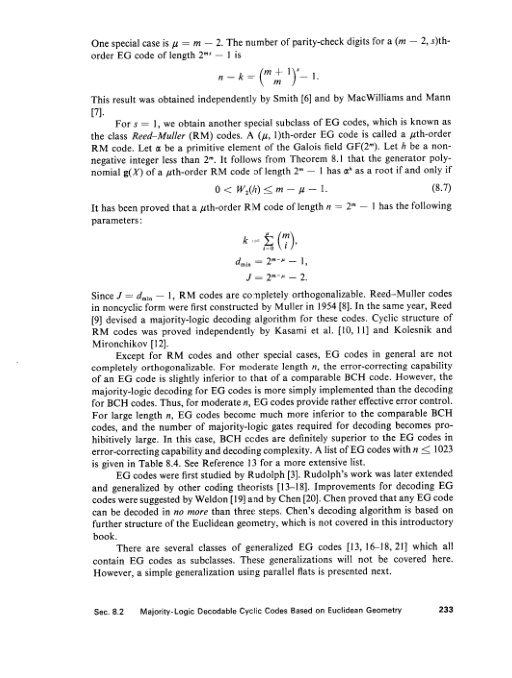 One special case is μ = m − 2. The number of parity-check digits for a (m − 2, s)th-
order EG code of length 2^{ms} − 1 is
n − k = (m + 1 \choose m)^s − 1.
This result was obtained independently by Smith [6] and by MacWilliams and Mann
[7].
For s = 1, we obtain another special subclass of EG codes, which is known as
the class Reed-Muller (RM) codes. A (μ, 1)th-order EG code is called a μth-order
RM code. Let α be a primitive element of the Galois field GF(2^m). Let h be a non-
negative integer less than 2^m. It follows from Theorem 8.1 that the generator poly-
nomial g(X) of a μth-order RM code of length 2^m − 1 has α^h as a root if and only if
0 < W_2(h) ≤ m − μ − 1. (8.7)
It has been proved that a μth-order RM code of length n = 2^m − 1 has the following
parameters:
k = \sum_{i=0}^{μ} (m \choose i),
d_{min} = 2^{m−μ} − 1,
J = 2^{m−μ} − 2.
Since J = d_{min} − 1, RM codes are completely orthogonalizable. Reed-Muller codes
in noncyclic form were first constructed by Muller in 1954 [8]. In the same year, Reed
[9] devised a majority-logic decoding algorithm for these codes. Cyclic structure of
RM codes was proved independently by Kasami et al. [10, 11] and Kolesnik and
Mironchikov [12].
Except for RM codes and other special cases, EG codes in general are not
completely orthogonalizable. For moderate length n, the error-correcting capability
of an EG code is slightly inferior to that of a comparable BCH code. However, the
majority-logic decoding for EG codes is more simply implemented than the decoding
for BCH codes. Thus, for moderate n, EG codes provide rather effective error control.
For large length n, EG codes become much more inferior to the comparable BCH
codes, and the number of majority-logic gates required for decoding becomes pro-
hibitively large. In this case, BCH codes are definitely superior to the EG codes in
error-correcting capability and decoding complexity. A list of EG codes with n ≤ 1023
is given in Table 8.4. See Reference 13 for a more extensive list.
EG codes were first studied by Rudolph [3]. Rudolph's work was later extended
and generalized by other coding theorists [13–18]. Improvements for decoding EG
codes were suggested by Weldon [19] and by Chen [20]. Chen proved that any EG code
can be decoded in no more than three steps. Chen's decoding algorithm is based on
further structure of the Euclidean geometry, which is not covered in this introductory
book.
There are several classes of generalized EG codes [13, 16–18, 21] which all
contain EG codes as subclasses. These generalizations will not be covered here.
However, a simple generalization using parallel flats is presented next.
Sec. 8.2 Majority-Logic Decodable Cyclic Codes Based on Euclidean Geometry 233